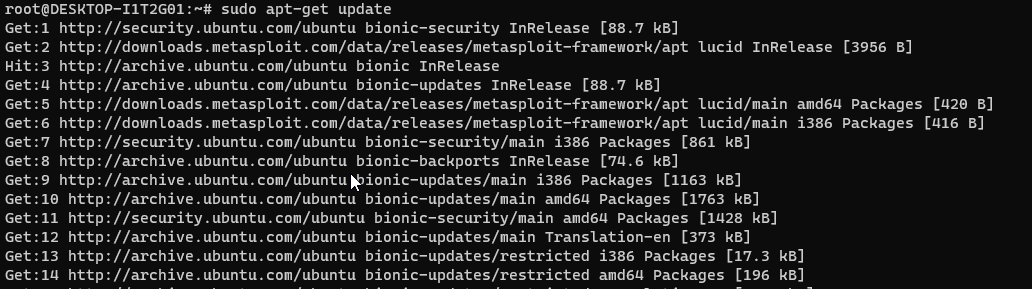 root@DESKTOP-I1T2G01:~# sudo apt-get update
Get:1 http://security.ubuntu.com/ubuntu bionic-security InRelease [88.7 kB]
Get:2 http://downloads.metasploit.com/data/releases/metasploit-framework/apt lucid InRelease [3956 B]
Hit:3 http://archive.ubuntu.com/ubuntu bionic InRelease
Get:4 http://archive.ubuntu.com/ubuntu bionic-updates InRelease [88.7 kB]
Get:5 http://downloads.metasploit.com/data/releases/metasploit-framework/apt lucid/main amd64 Packages [420 B]
Get:6 http://downloads.metasploit.com/data/releases/metasploit-framework/apt lucid/main i386 Packages [416 B]
Get:7 http://security.ubuntu.com/ubuntu bionic-security/main i386 Packages [861 kB]
Get:8 http://archive.ubuntu.com/ubuntu bionic-backports InRelease [74.6 kB]
Get:9 http://archive.ubuntu.com/ubuntu bionic-updates/main i386 Packages [1163 kB]
Get:10 http://archive.ubuntu.com/ubuntu bionic-updates/main amd64 Packages [1763 kB]
Get:11 http://security.ubuntu.com/ubuntu bionic-security/main amd64 Packages [1428 kB]
Get:12 http://archive.ubuntu.com/ubuntu bionic-updates/main Translation-en [373 kB]
Get:13 http://archive.ubuntu.com/ubuntu bionic-updates/restricted i386 Packages [17.3 kB]
Get:14 http://archive.ubuntu.com/ubuntu bionic-updates/restricted amd64 Packages [196 kB]